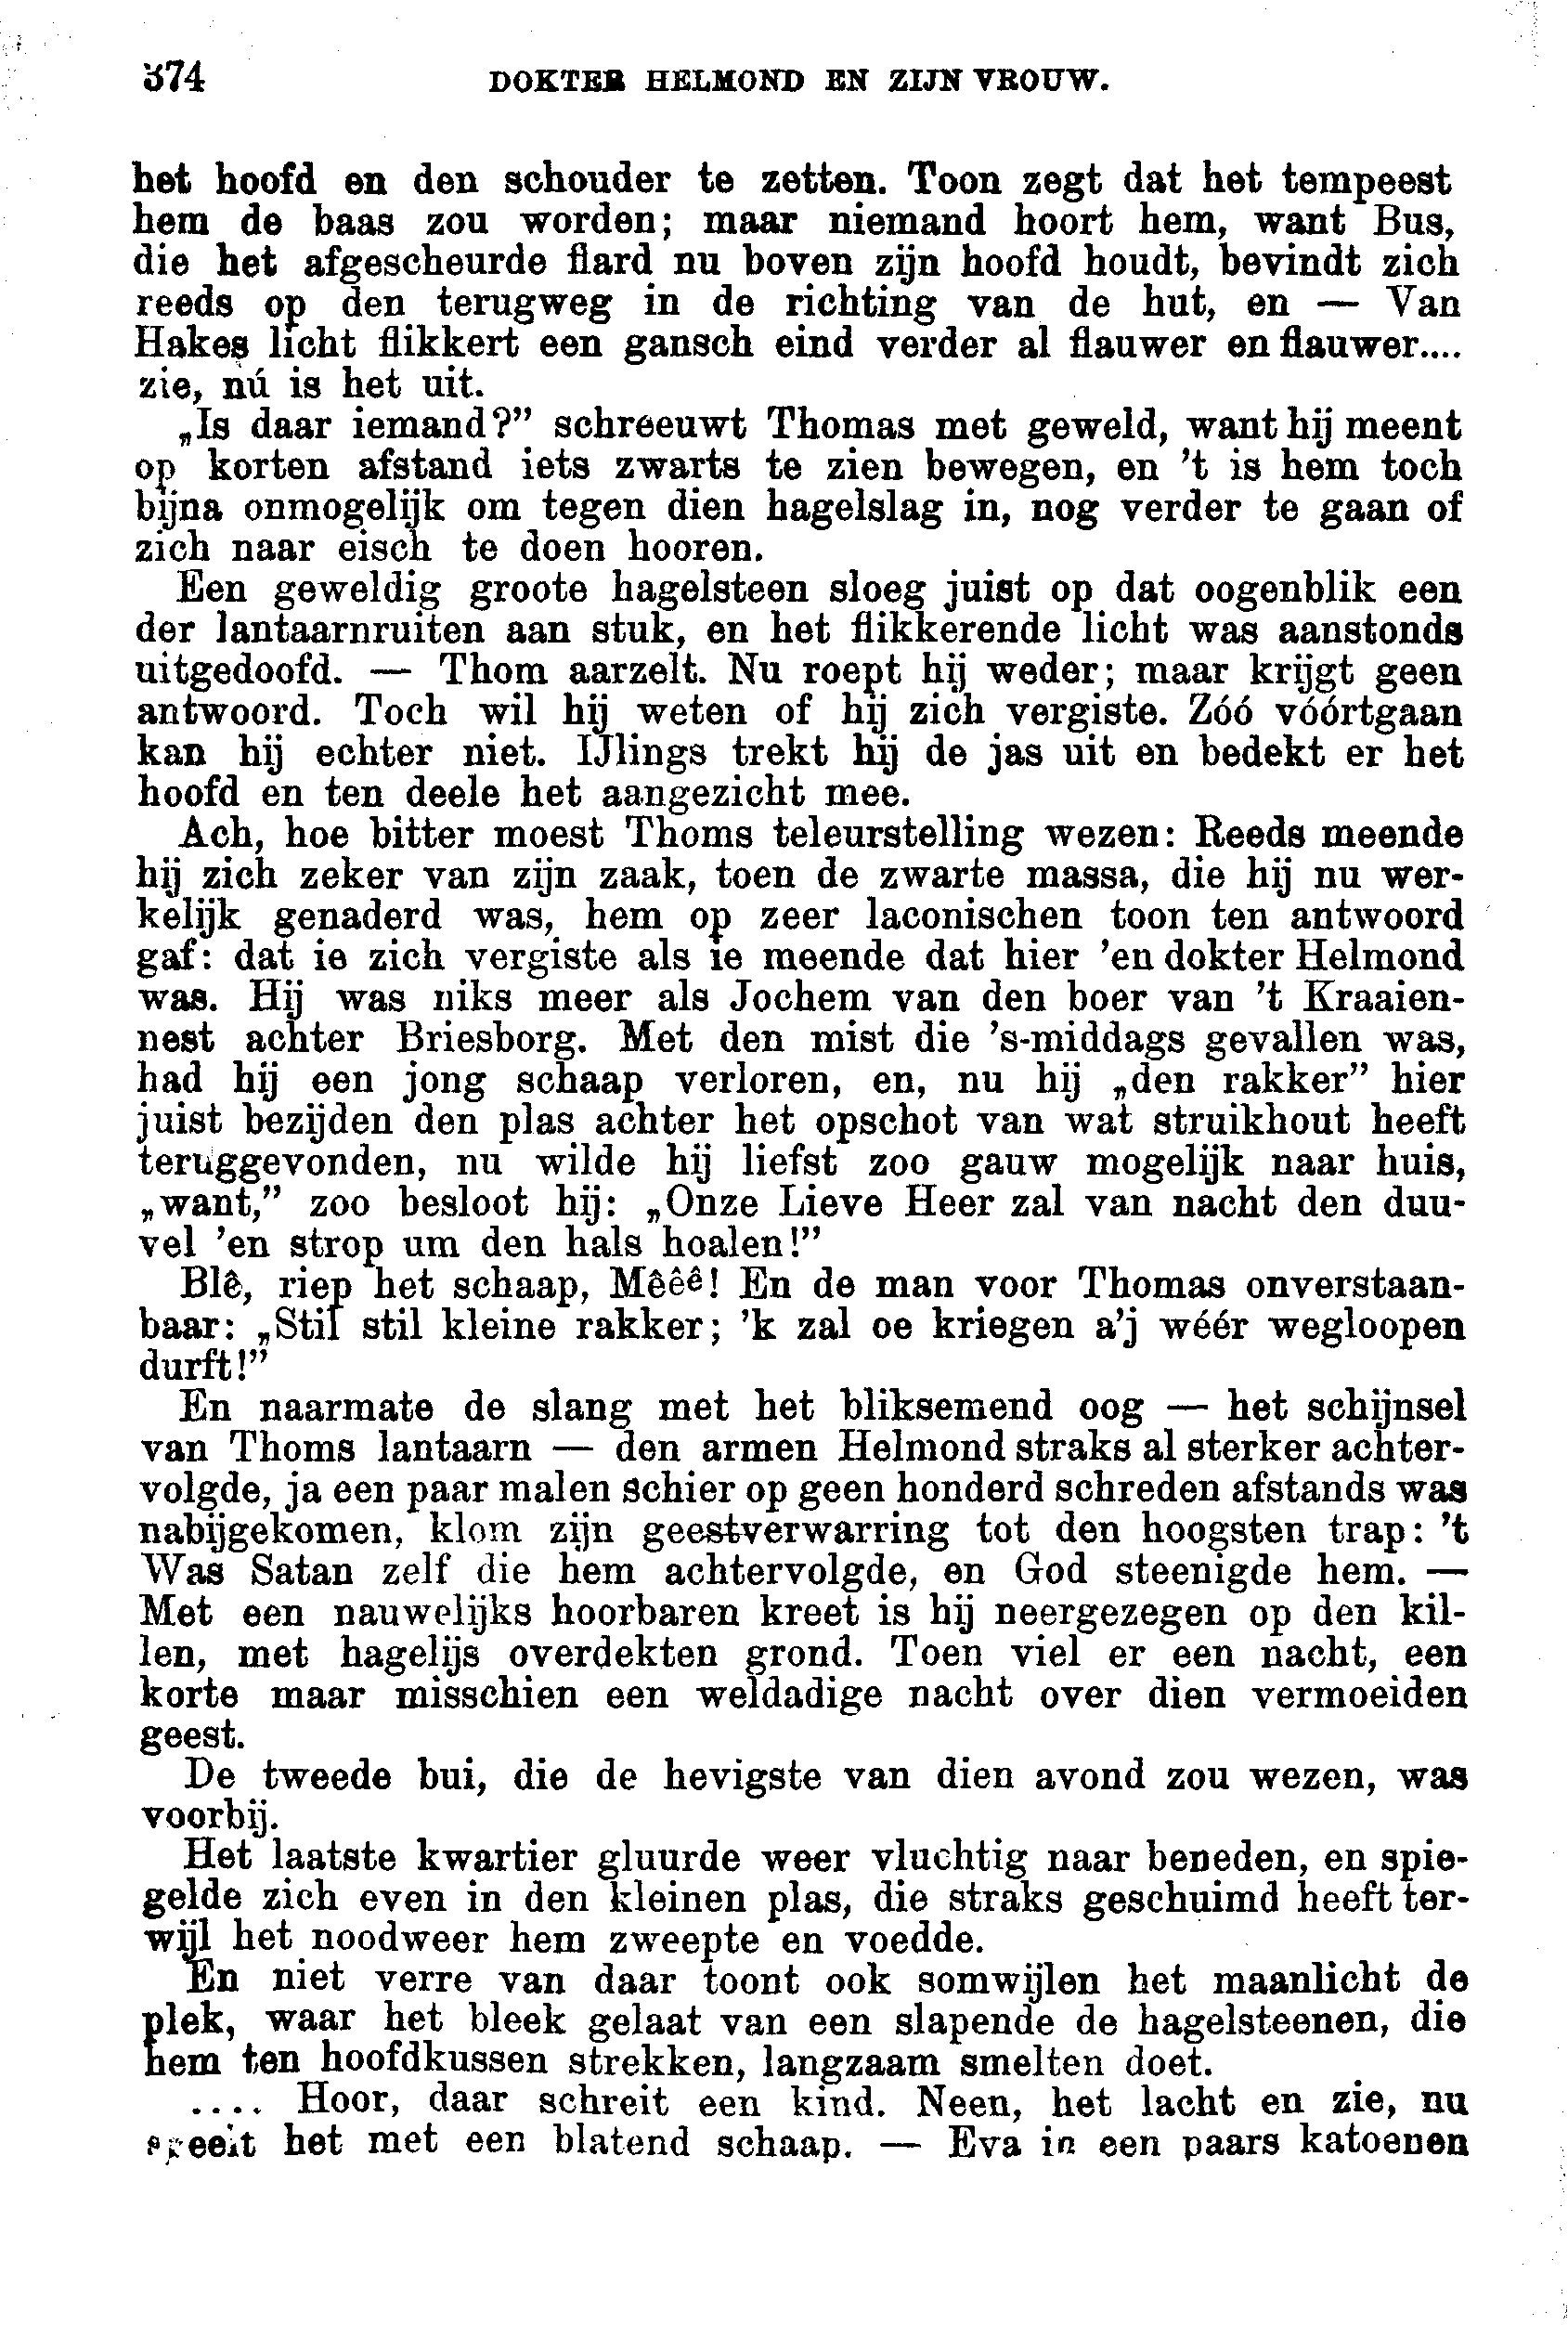 374 DOKTER HELMOND EN ZIJN VROUW.
het hoofd en den schouder te zetten. Toon zegt dat het tempeest
hem de baas zou worden; maar niemand hoort hem, want Bus,
die het afgescheurde flard nu boven zijn hoofd houdt, bevindt zich
reeds op den terugweg in de richting van de hut, en — Van
Hakes licht flikkert een gansch eind verder al flauwer en flauwer....
zie, nú is het uit.
„Is daar iemand?” schreeuwt Thomas met geweld, want hij meent
op korten afstand iets zwarts te zien bewegen, en 't is hem toch
bijna onmogelijk om tegen dien hagelslag in, nog verder te gaan of
zich naar eisch te doen hooren.
Een geweldig groote hagelsteen sloeg juist op dat oogenblik een
der lantaarnruiten aan stuk, en het flikkerende licht was aanstonds
uitgedoofd. — Thom aarzelt. Nu roept hij weder; maar krijgt geen
antwoord. Toch wil hij weten of hij zich vergiste. Zóó vóórtgaan
kan hij echter niet. IJlings trekt hij de jas uit en bedekt er het
hoofd en ten deele het aangezicht mee.
Ach, hoe bitter moest Thoms teleurstelling wezen: Reeds meende
hij zich zeker van zijn zaak, toen de zwarte massa, die hij nu wer-
kelijk genaderd was, hem op zeer laconischen toon ten antwoord
gaf: dat ie zich vergiste als ie meende dat hier 'en dokter Helmond
was. Hij was niks meer als Jochem van den boer van 't Kraaien-
nest achter Briesborg. Met den mist die 's-middags gevallen was,
had hij een jong schaap verloren, en, nu hij „den rakker” hier
juist bezijden den plas achter het opschot van wat struikhout heeft
teruggevonden, nu wilde hij liefst zoo gauw mogelijk naar huis,
„want,” zoo besloot hij: „Onze Lieve Heer zal van nacht den duu-
vel 'en strop um den hals hoalen!”
Blê, riep het schaap, Mêêê! En de man voor Thomas onverstaan-
baar: „Stil stil kleine rakker; 'k zal oe kriegen a'j wéér wegloopen
durft!”
En naarmate de slang met het bliksemend oog — het schijnsel
van Thoms lantaarn — den armen Helmond straks al sterker achter-
volgde, ja een paar malen schier op geen honderd schreden afstands was
nabijgekomen, klom zijn geestverwarring tot den hoogsten trap: 't
Was Satan zelf die hem achtervolgde, en God steenigde hem. —
Met een nauwelijks hoorbaren kreet is hij neergezegen op den kil-
len, met hagelijs overdekten grond. Toen viel er een nacht, een
korte maar misschien een weldadige nacht over dien vermoeiden
geest.
De tweede bui, die de hevigste van dien avond zou wezen, was
voorbij.
Het laatste kwartier gluurde weer vluchtig naar beneden, en spie-
gelde zich even in den kleinen plas, die straks geschuimd heeft ter-
wijl het noodweer hem zweepte en voedde.
En niet verre van daar toont ook somwijlen het maanlicht de
plek, waar het bleek gelaat van een slapende de hagelsteenen, die
hem ten hoofdkussen strekken, langzaam smelten doet.
.... Hoor, daar schreit een kind. Neen, het lacht en zie, nu
speelt het met een blatend schaap. — Eva in een paars katoenen